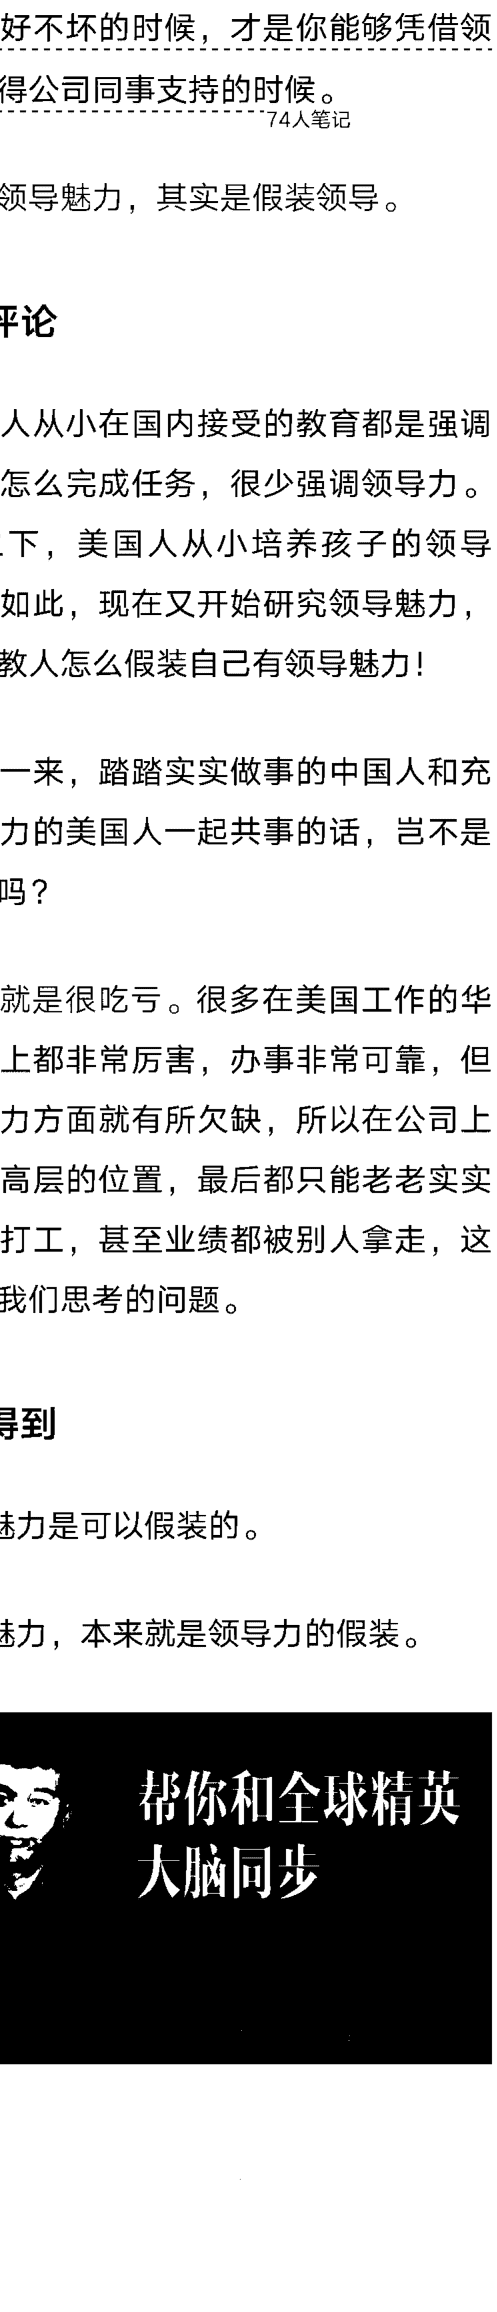 好不坏的时候，才是你能够凭借领
得公司同事支持的时候。
74人笔记
领导魅力，其实是假装领导。
评论
人从小在国内接受的教育都是强调
怎么完成任务，很少强调领导力。
下，美国人从小培养孩子的领导
如此，现在又开始研究领导魅力，
教人怎么假装自己有领导魅力！
一来，踏踏实实做事的中国人和充
力的美国人一起共事的话，岂不是
吗？
就是很吃亏。很多在美国工作的华
上都非常厉害，办事非常可靠，但
力方面就有所欠缺，所以在公司上
高层的位置，最后都只能老老实实
打工，甚至业绩都被别人拿走，这
我们思考的问题。
得到
魅力是可以假装的。
魅力，本来就是领导力的假装。
帮你和全球精英
大脑同步